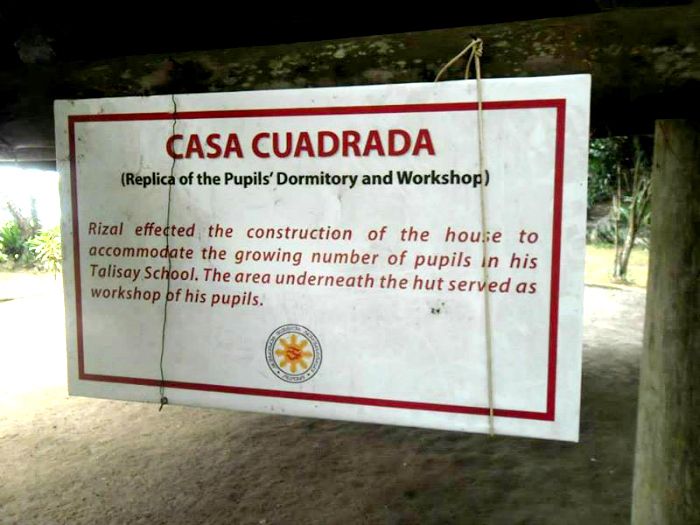 CASA CUADRADA
(Replica of the Pupils' Dormitory and Workshop)
Rizal effected the construction of the house to
accommodate the growing number of pupils in his
Talisay School. The area underneath the hut served as
workshop of his pupils.